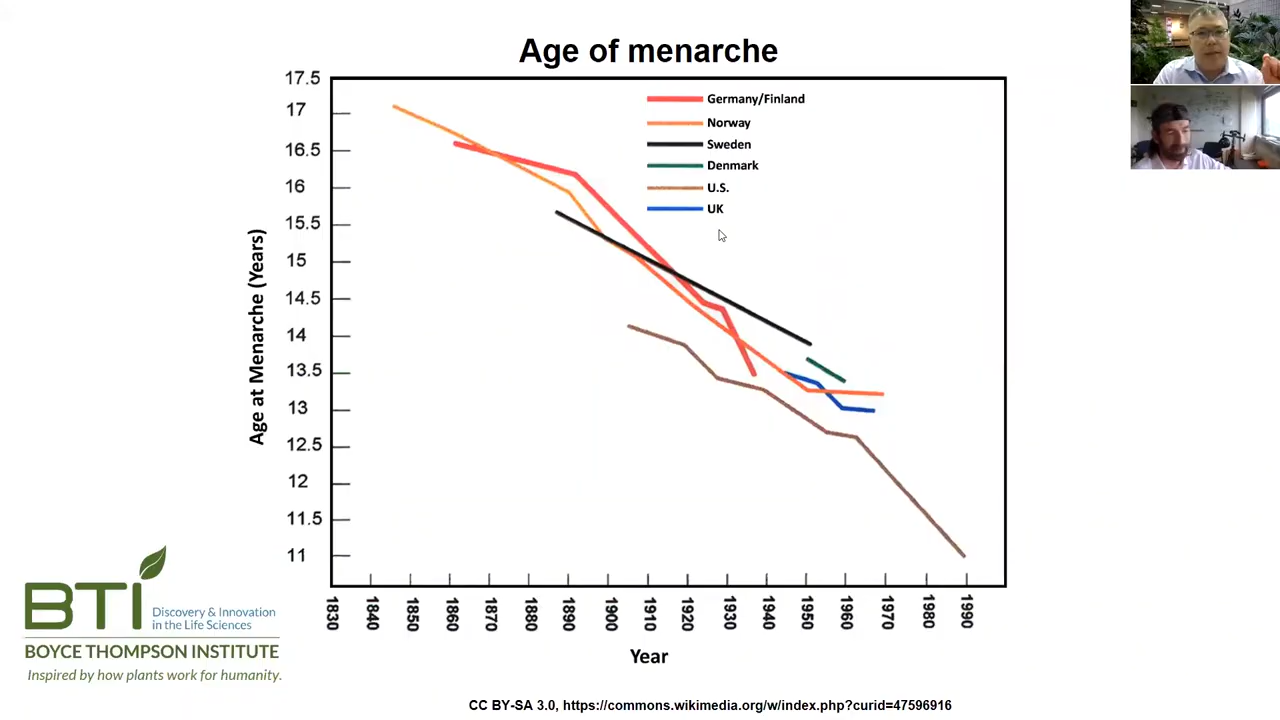 Age of menarche
17.5
17
16.5
16
15.5
15
14.5
14
13.5
13
12.5
12
11.5
11
Age at Menarche (Years)
Germany/Finland
Norway
Sweden
Denmark
U.S.
UK
1830
1840
1850
1860
1870
1880
1890
1900
1910
1920
1930
1940
1950
1960
1970
1980
1990
Year
BTI
Discovery & Innovation
in the Life Sciences
BOYCE THOMPSON INSTITUTE
Inspired by how plants work for humanity.
CC BY-SA 3.0, https://commons.wikimedia.org/w/index.php?curid=47596916